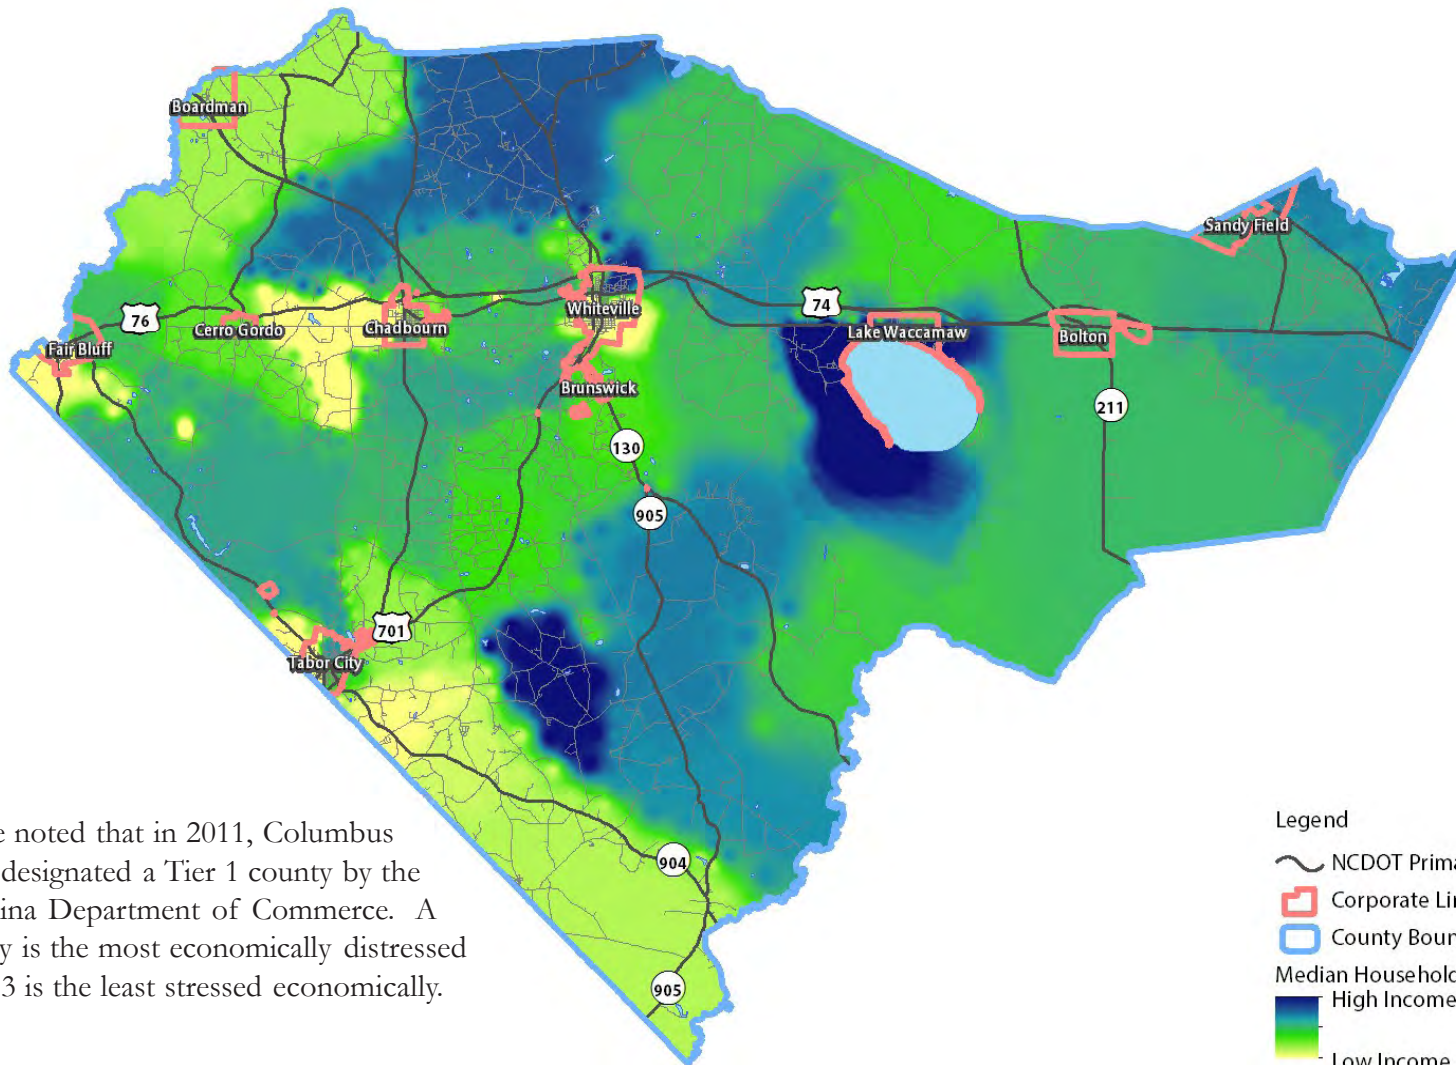 Boardman
Sandy Field
74
Whiteville
76
Cerro Gordo
Chadbourn
Lake Waccamaw
Bolton
Fair Bluff
Brunswick
211
130
905
701
Tabor City
904
905
e noted that in 2011, Columbus
designated a Tier 1 county by the
ina Department of Commerce. A
y is the most economically distressed
3 is the least stressed economically.
Legend
NCDOT Prima
Corporate Lin
County Boun
Median Household
High Income
Low Income